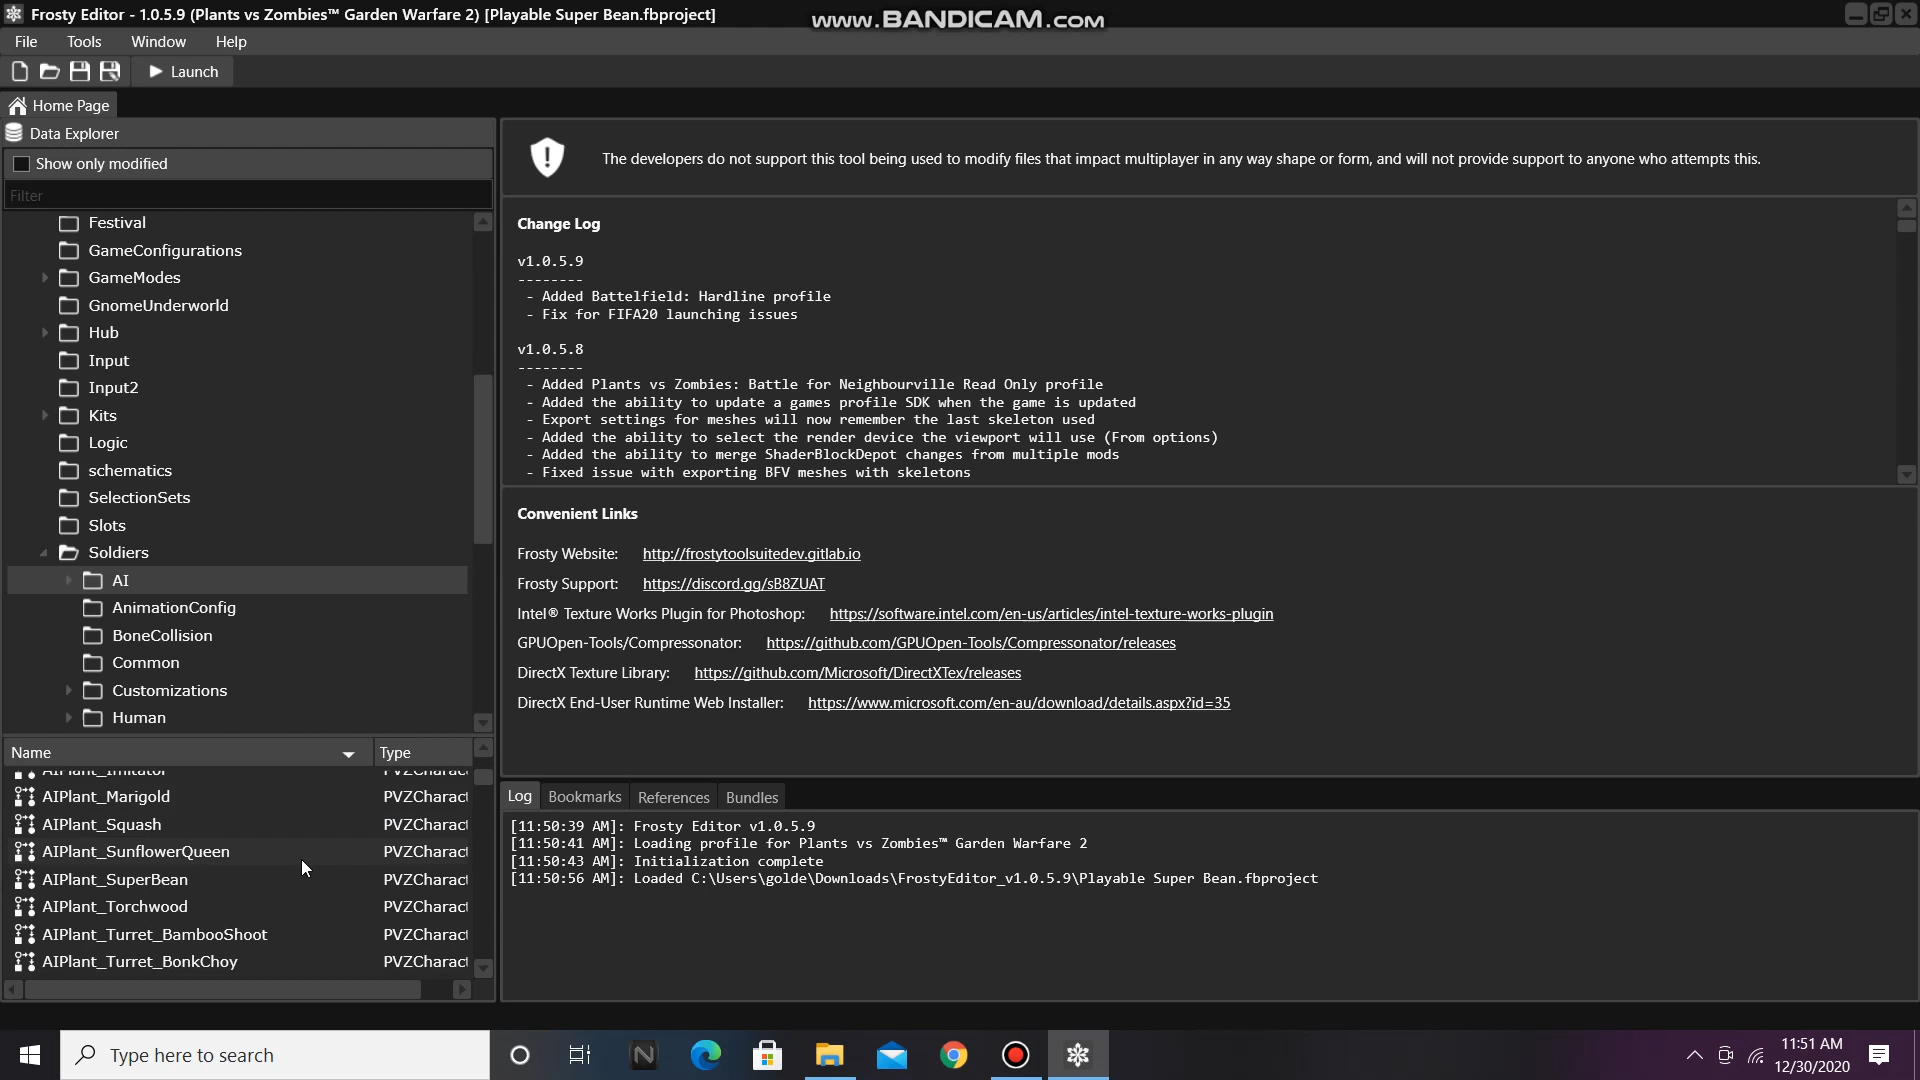 Frosty Editor - 1.0.5.9 (Plants vs Zombies™ Garden Warfare 2) [Playable Super Bean.fbproject]
www.BANDICAM.com
File Tools Window Help
Launch
Home Page
Data Explorer
Show only modified
Filter
Festival
GameConfigurations
GameModes
GnomeUnderworld
Hub
Input
Input2
Kits
Logic
schematics
SelectionSets
Slots
Soldiers
AI
AnimationConfig
BoneCollision
Common
Customizations
Human
Name Type
AIPlant_Imitator PVZCharact
AIPlant_Marigold PVZCharact
AIPlant_Squash PVZCharact
AIPlant_SunflowerQueen PVZCharact
AIPlant_SuperBean PVZCharact
AIPlant_Torchwood PVZCharact
AIPlant_Turret_BambooShoot PVZCharact
AIPlant_Turret_BonkChoy PVZCharact
The developers do not support this tool being used to modify files that impact multiplayer in any way shape or form, and will not provide support to anyone who attempts this.
Change Log
v1.0.5.9
--------
- Added Battelfield: Hardline profile
- Fix for FIFA20 launching issues
v1.0.5.8
--------
- Added Plants vs Zombies: Battle for Neighbourville Read Only profile
- Added the ability to update a games profile SDK when the game is updated
- Export settings for meshes will now remember the last skeleton used
- Added the ability to select the render device the viewport will use (From options)
- Added the ability to merge ShaderBlockDepot changes from multiple mods
- Fixed issue with exporting BFV meshes with skeletons
Convenient Links
Frosty Website: http://frostytoolsuitedev.gitlab.io
Frosty Support: https://discord.gg/sB8ZUAT
Intel® Texture Works Plugin for Photoshop: https://software.intel.com/en-us/articles/intel-texture-works-plugin
GPUOpen-Tools/Compressonator: https://github.com/GPUOpen-Tools/Compressonator/releases
DirectX Texture Library: https://github.com/Microsoft/DirectXTex/releases
DirectX End-User Runtime Web Installer: https://www.microsoft.com/en-au/download/details.aspx?id=35
Log Bookmarks References Bundles
[11:50:39 AM]: Frosty Editor v1.0.5.9
[11:50:41 AM]: Loading profile for Plants vs Zombies™ Garden Warfare 2
[11:50:43 AM]: Initialization complete
[11:50:56 AM]: Loaded C:\Users\golde\Downloads\FrostyEditor_v1.0.5.9\Playable Super Bean.fbproject
Type here to search
11:51 AM
12/30/2020